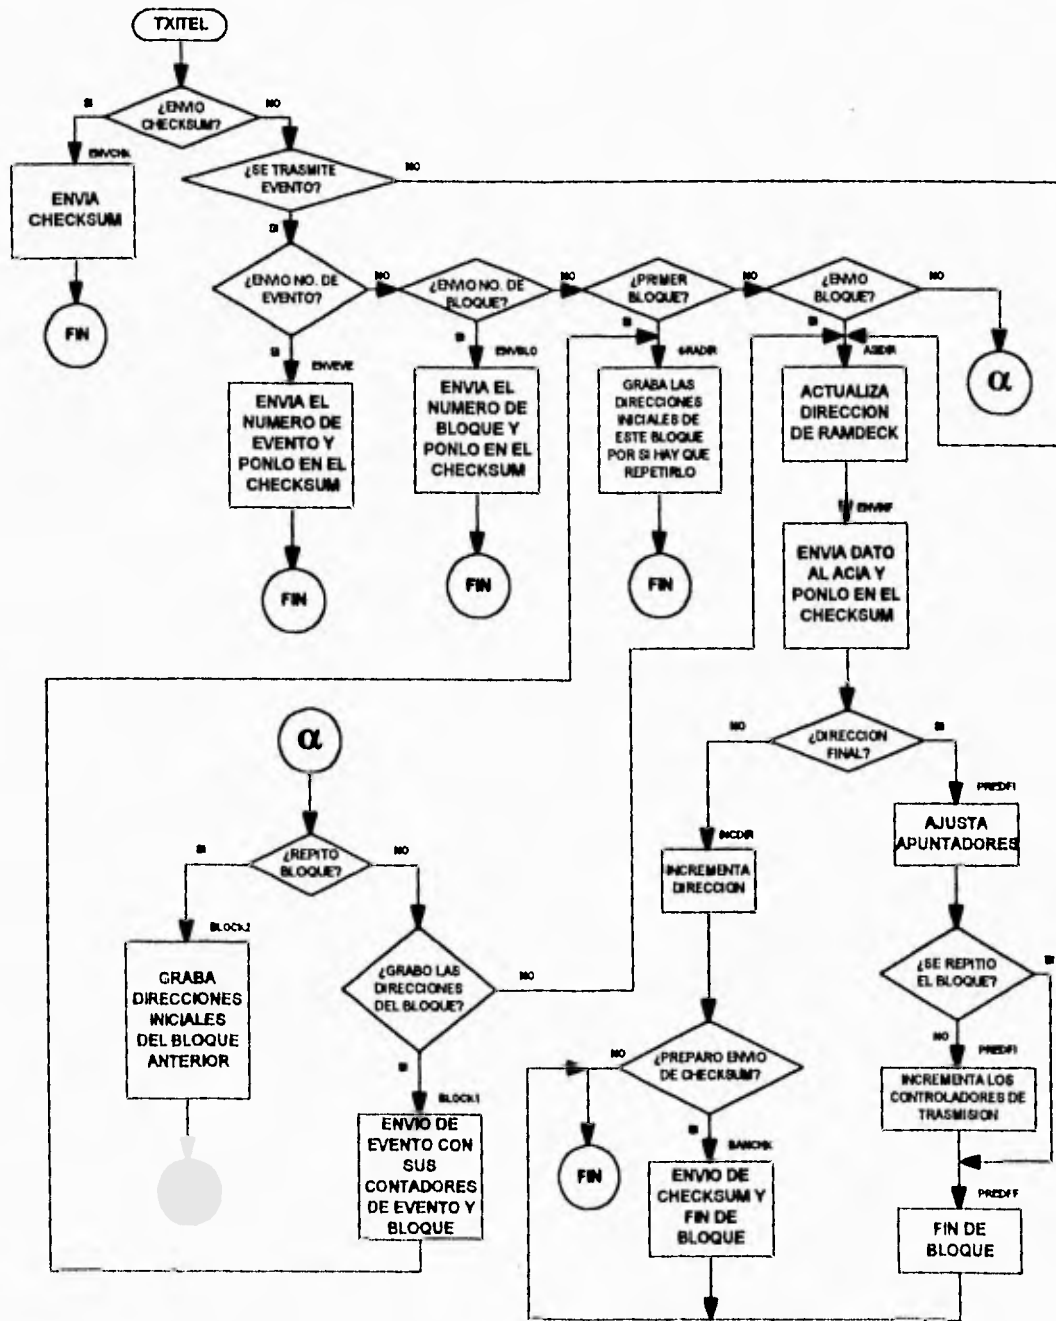 TXITEL
¿ENVIO
CHECKSUM?
SI
NO
ENVCHK
ENVIA
CHECKSUM
FIN
¿SE TRASMITE
EVENTO?
NO
SI
¿ENVIO NO. DE
EVENTO?
NO
SI
ENVEVE
ENVIA EL
NUMERO DE
EVENTO Y
PONLO EN EL
CHECKSUM
FIN
¿ENVIO NO. DE
BLOQUE?
NO
SI
ENVBLO
ENVIA EL
NUMERO DE
BLOQUE Y
PONLO EN EL
CHECKSUM
FIN
¿PRIMER
BLOQUE?
NO
SI
GRADIR
GRABA LAS
DIRECCIONES
INICIALES DE
ESTE BLOQUE
POR SI HAY QUE
REPETIRLO
FIN
¿ENVIO
BLOQUE?
NO
SI
α
ACTUALIZA
DIRECCION
DE RAMDECK
ENVINF
ENVIA DATO
AL ACIA Y
PONLO EN EL
CHECKSUM
¿DIRECCION
FINAL?
NO
SI
INCDIR
INCREMENTA
DIRECCION
PREDF1
AJUSTA
APUNTADORES
¿SE REPITIO
EL BLOQUE?
SI
NO
PREDF1
INCREMENTA LOS
CONTROLADORES DE
TRASMISION
PREDFF
FIN DE
BLOQUE
¿PREPARO ENVIO
DE CHECKSUM?
NO
SI
BANCHK
FIN
ENVIO DE
CHECKSUM Y
FIN DE
BLOQUE
α
¿REPITO
BLOQUE?
SI
NO
BLOCK2
GRABA
DIRECCIONES
INICIALES
DEL BLOQUE
ANTERIOR
¿GRABO LAS
DIRECCIONES
DEL BLOQUE?
NO
SI
BLOCK1
ENVIO DE
EVENTO CON
SUS
CONTADORES
DE EVENTO Y
BLOQUE